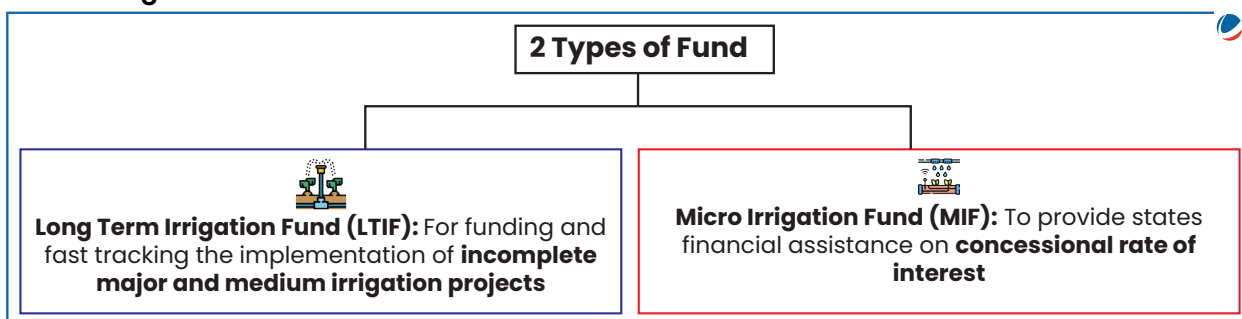 2 Types of Fund
Long Term Irrigation Fund (LTIF): For funding and
fast tracking the implementation of incomplete
major and medium irrigation projects
Micro Irrigation Fund (MIF): To provide states
financial assistance on concessional rate of
interest